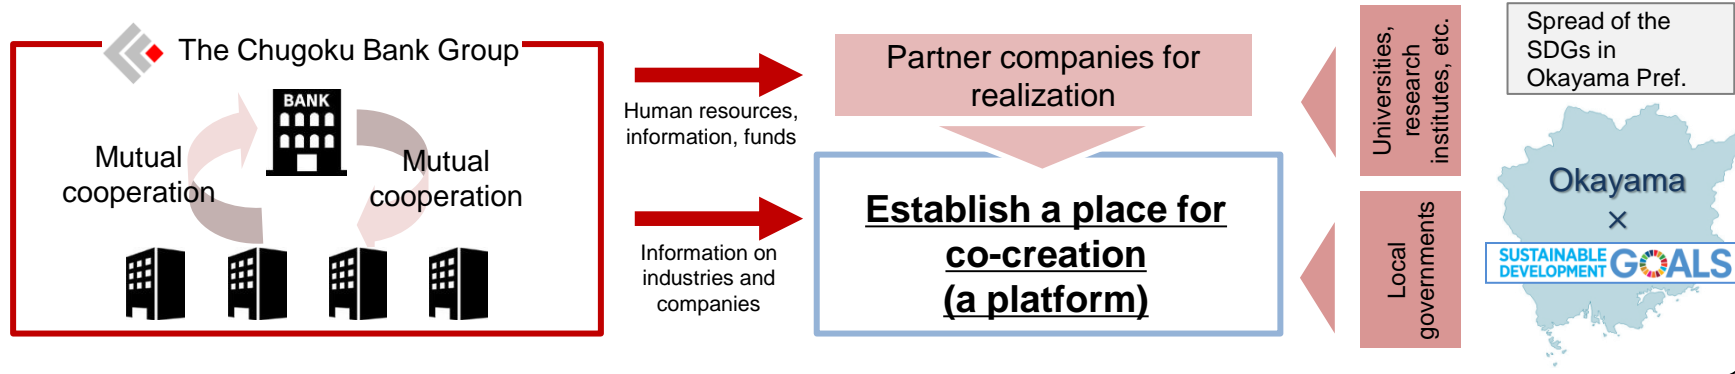 The Chugoku Bank Group
BANK
Mutual
cooperation
Mutual
cooperation
Human resources,
information, funds
Information on
industries and
companies
Partner companies for
realization
Establish a place for
co-creation
(a platform)
Universities,
research
institutes, etc.
Local
governments
Spread of the
SDGs in
Okayama Pref.
Okayama
×
SUSTAINABLE
DEVELOPMENT GOALS